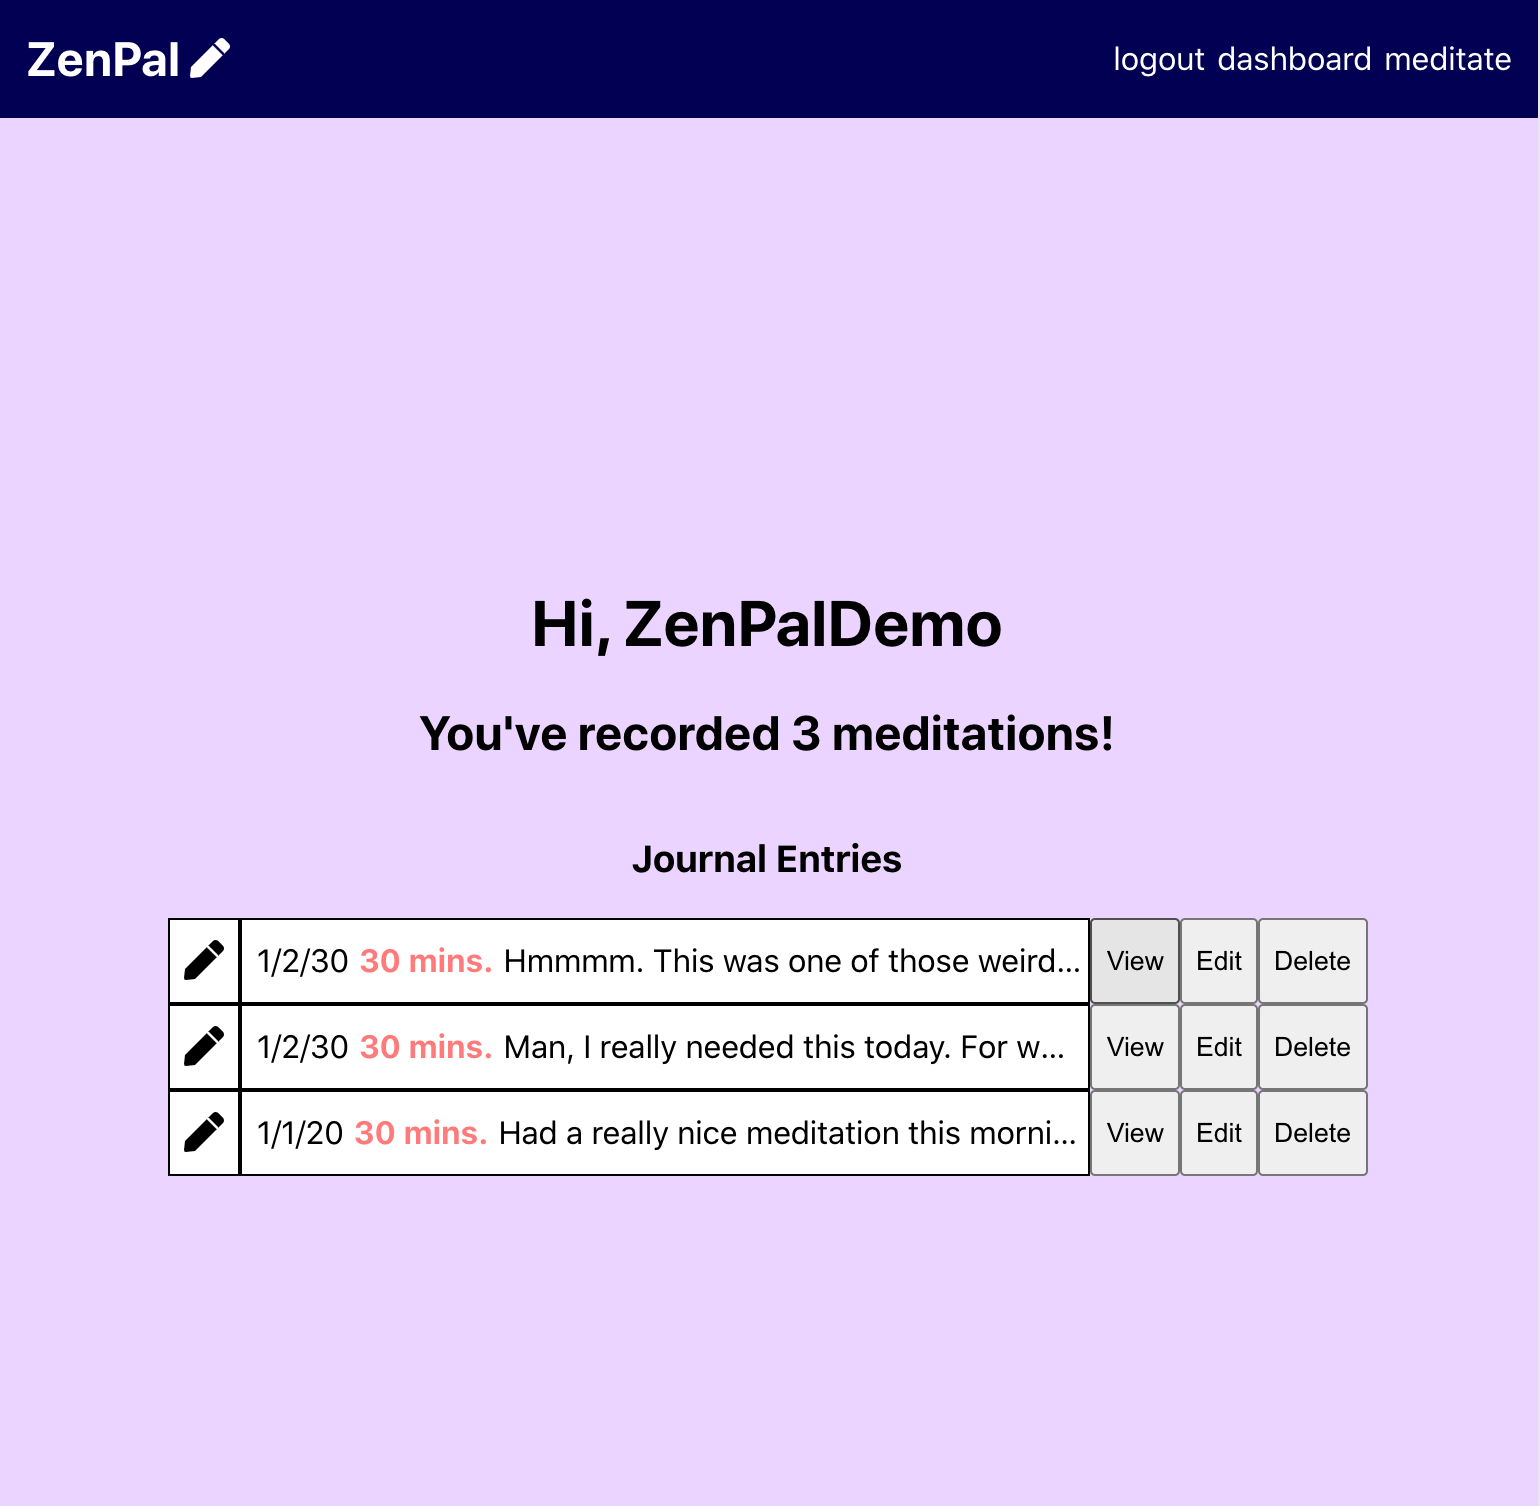 ZenPal
logout dashboard meditate
Hi, ZenPalDemo
You've recorded 3 meditations!
Journal Entries
1/2/30 30 mins. Hmmmm. This was one of those weird... View Edit Delete
1/2/30 30 mins. Man, I really needed this today. For w... View Edit Delete
1/1/20 30 mins. Had a really nice meditation this morni... View Edit Delete